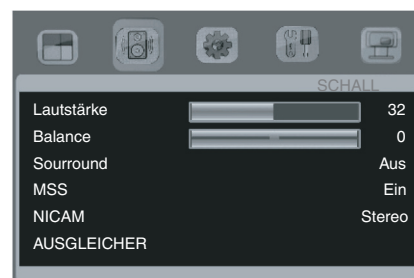 SCHALL
Lautstärke 32
Balance 0
Sourround Aus
MSS Ein
NICAM Stereo
AUSGLEICHER